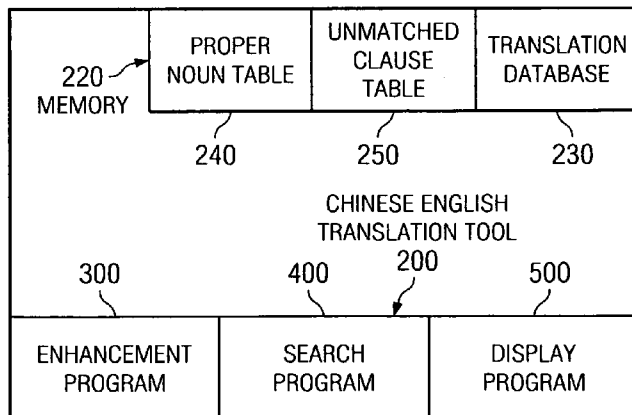 PROPER
NOUN TABLE
UNMATCHED
CLAUSE
TABLE
TRANSLATION
DATABASE
220
MEMORY
240
250
230
CHINESE ENGLISH
TRANSLATION TOOL
200
300
400
500
ENHANCEMENT
PROGRAM
SEARCH
PROGRAM
DISPLAY
PROGRAM